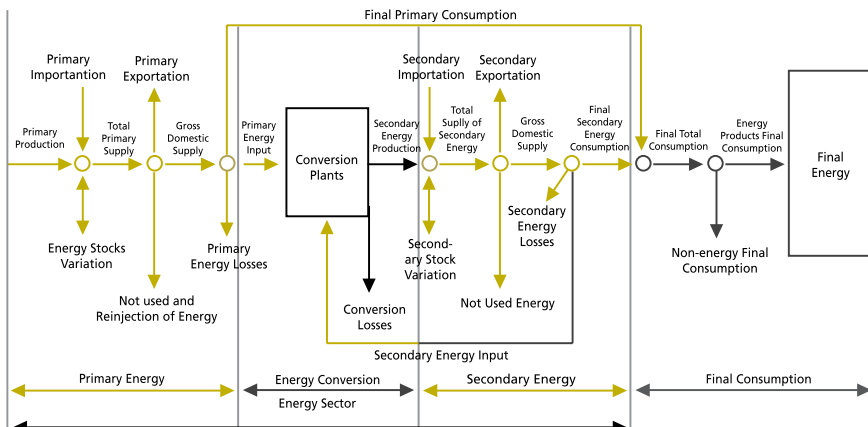 Final Primary Consumption
Primary
Importantion
Primary
Exportation
Secondary
Importation
Secondary
Exportation
Primary
Production
Total
Primary
Supply
Gross
Domestic
Supply
Primary
Energy
Input
Conversion
Plants
Secondary
Energy
Production
Total
Suplly of
Secondary
Energy
Gross
Domestic
Supply
Final
Secondary
Energy
Consumption
Final Total
Consumption
Energy
Products Final
Consumption
Final
Energy
Energy Stocks
Variation
Primary
Energy Losses
Second-
ary Stock
Variation
Secondary
Energy
Losses
Non-energy Final
Consumption
Not used and
Reinjection of Energy
Conversion
Losses
Not Used Energy
Secondary Energy Input
Primary Energy
Energy Conversion
Secondary Energy
Final Consumption
Energy Sector